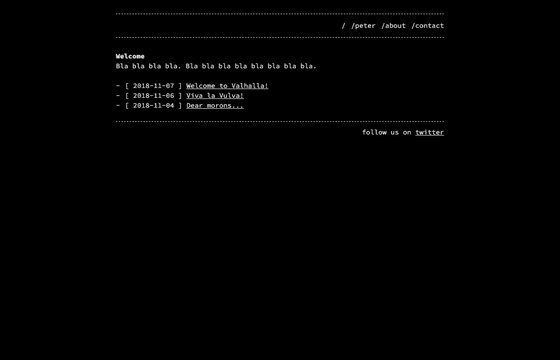 / /peter /about /contact
Welcome
Bla bla bla bla. Bla bla bla bla bla bla bla bla.
- [ 2018-11-07 ] Welcome to Valhalla!
- [ 2018-11-06 ] Viva la Vulva!
- [ 2018-11-04 ] Dear morons...
follow us on twitter